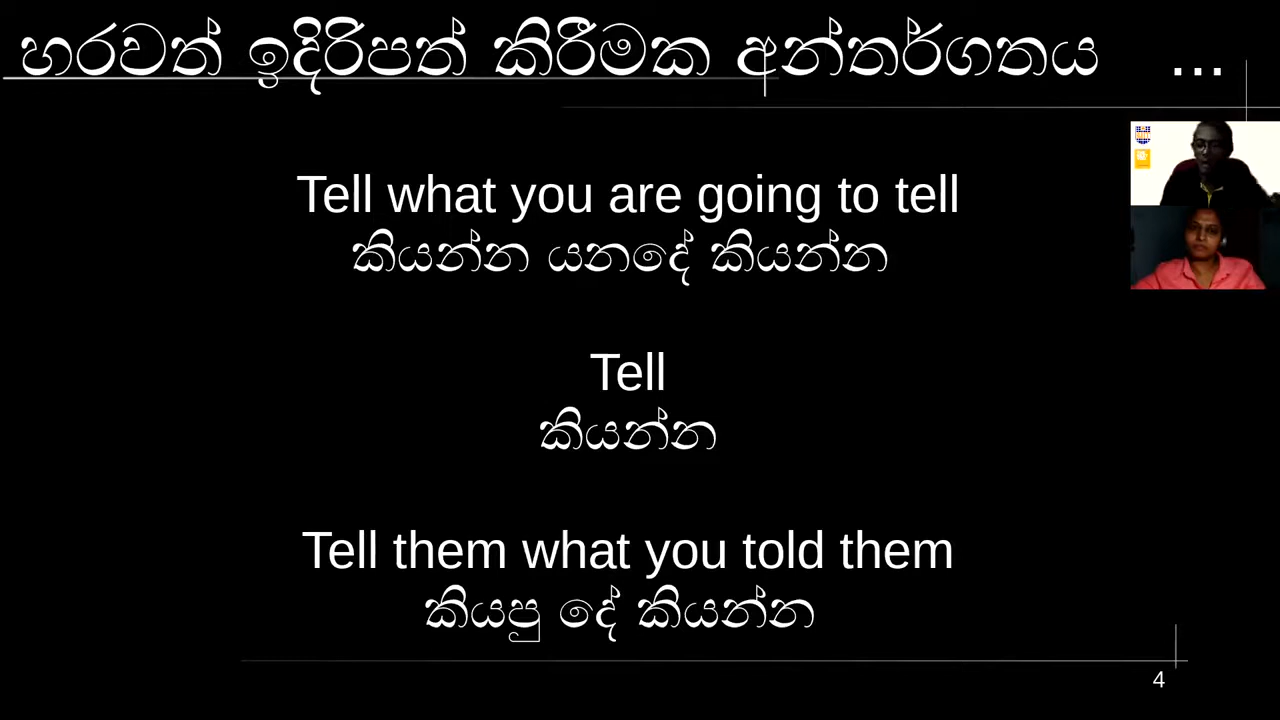 හරවත් ඉදිරිපත් කිරීමක අන්තර්ගතය ...
Tell what you are going to tell
කියන්න යනදේ කියන්න
Tell
කියන්න
Tell them what you told them
කියපු දේ කියන්න
4